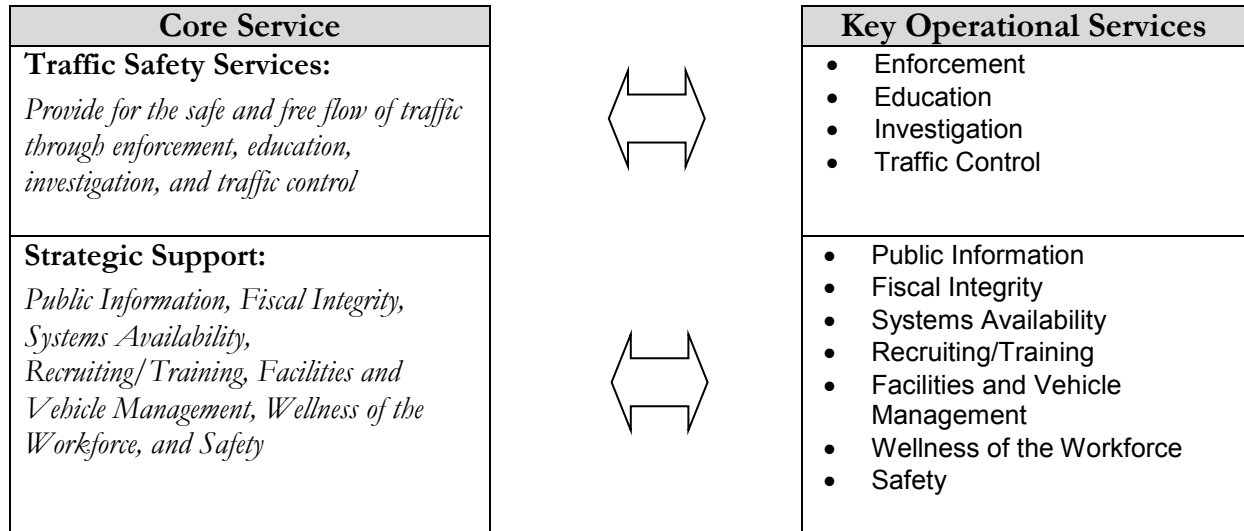 Core Service
Traffic Safety Services:
Provide for the safe and free flow of traffic
through enforcement, education,
investigation, and traffic control
Strategic Support:
Public Information, Fiscal Integrity,
Systems Availability,
Recruiting/Training, Facilities and
Vehicle Management, Wellness of the
Workforce, and Safety
Key Operational Services
• Enforcement
• Education
• Investigation
• Traffic Control
• Public Information
• Fiscal Integrity
• Systems Availability
• Recruiting/Training
• Facilities and Vehicle
Management
• Wellness of the Workforce
• Safety